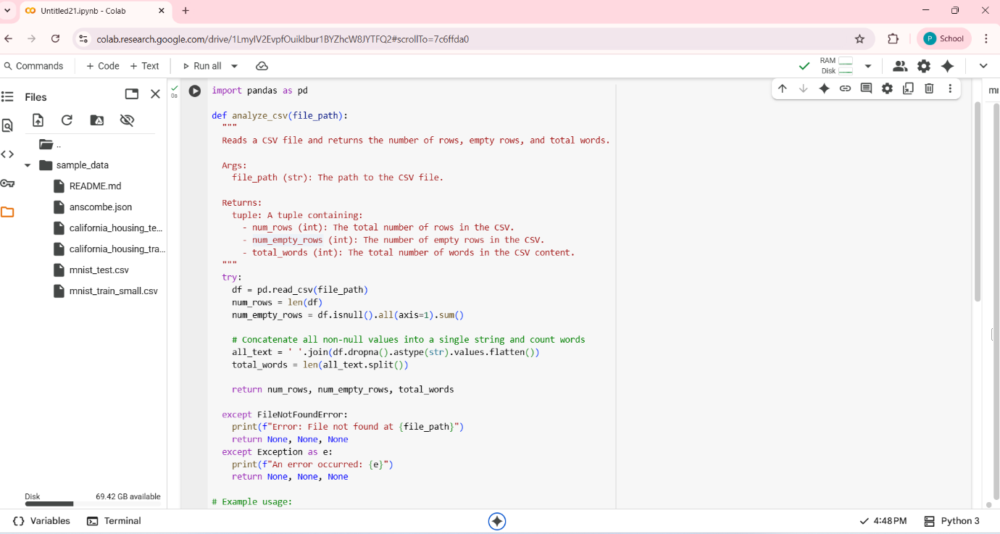 Untitled21.ipynb - Colab
colab.research.google.com/drive/1LmyIV2EvpfOuikIbur1BYZhcW8JYTFQ2#scrollTo=7c6ffda0
P School
Commands + Code + Text Run all
RAM
Disk
Files
..
sample_data
README.md
anscombe.json
california_housing_te...
california_housing_tra...
mnist_test.csv
mnist_train_small.csv
Disk 69.42 GB available
0s
import pandas as pd
def analyze_csv(file_path):
"""
Reads a CSV file and returns the number of rows, empty rows, and total words.
Args:
file_path (str): The path to the CSV file.
Returns:
tuple: A tuple containing:
- num_rows (int): The total number of rows in the CSV.
- num_empty_rows (int): The number of empty rows in the CSV.
- total_words (int): The total number of words in the CSV content.
"""
try:
df = pd.read_csv(file_path)
num_rows = len(df)
num_empty_rows = df.isnull().all(axis=1).sum()
# Concatenate all non-null values into a single string and count words
all_text = ' '.join(df.dropna().astype(str).values.flatten())
total_words = len(all_text.split())
return num_rows, num_empty_rows, total_words
except FileNotFoundError:
print(f"Error: File not found at {file_path}")
return None, None, None
except Exception as e:
print(f"An error occurred: {e}")
return None, None, None
# Example usage:
Variables Terminal
4:48 PM Python 3